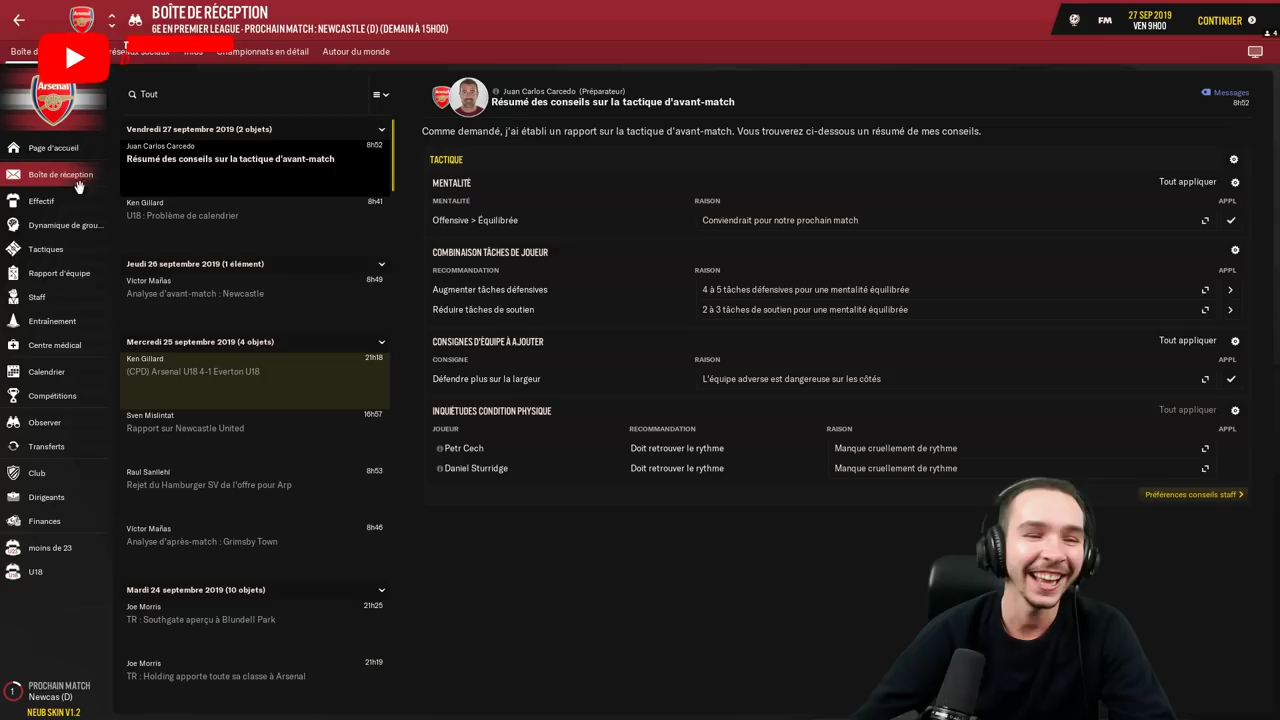 BOÎTE DE RÉCEPTION
6E EN PREMIER LEAGUE · PROCHAIN MATCH : NEWCASTLE (D) (DEMAIN À 15H00)
FM
27 SEP 2019
VEN 9H00
CONTINUER
4
Boîte d
réseaux sociaux
Infos
Championnats en détail
Autour du monde
Arsenal
Page d'accueil
Boîte de réception
Effectif
Dynamique de grou...
Tactiques
Rapport d'équipe
Staff
Entraînement
Centre médical
Calendrier
Compétitions
Observer
Transferts
Club
Dirigeants
Finances
moins de 23
U18
1
PROCHAIN MATCH
Newcas (D)
NEUB SKIN V1.2
Tout
Vendredi 27 septembre 2019 (2 objets)
Juan Carlos Carcedo 8h52
Résumé des conseils sur la tactique d'avant-match
Ken Gillard 8h41
U18 : Problème de calendrier
Jeudi 26 septembre 2019 (1 élément)
Víctor Mañas 8h49
Analyse d'avant-match : Newcastle
Mercredi 25 septembre 2019 (4 objets)
Ken Gillard 21h18
(CPD) Arsenal U18 4-1 Everton U18
Sven Mislintat 16h57
Rapport sur Newcastle United
Raul Sanllehí 8h53
Rejet du Hamburger SV de l'offre pour Arp
Víctor Mañas 8h46
Analyse d'après-match : Grimsby Town
Mardi 24 septembre 2019 (10 objets)
Joe Morris 21h25
TR : Southgate aperçu à Blundell Park
Joe Morris 21h19
TR : Holding apporte toute sa classe à Arsenal
Juan Carlos Carcedo (Préparateur)
Résumé des conseils sur la tactique d'avant-match
Messages
8h52
Comme demandé, j'ai établi un rapport sur la tactique d'avant-match. Vous trouverez ci-dessous un résumé de mes conseils.
TACTIQUE
MENTALITÉ Tout appliquer
MENTALITÉ RAISON APPL
Offensive > Équilibrée Conviendrait pour notre prochain match
COMBINAISON TÂCHES DE JOUEUR
RECOMMANDATION RAISON APPL
Augmenter tâches défensives 4 à 5 tâches défensives pour une mentalité équilibrée
Réduire tâches de soutien 2 à 3 tâches de soutien pour une mentalité équilibrée
CONSIGNES D'ÉQUIPE À AJOUTER Tout appliquer
CONSIGNE RAISON APPL
Défendre plus sur la largeur L'équipe adverse est dangereuse sur les côtés
INQUIÉTUDES CONDITION PHYSIQUE Tout appliquer
JOUEUR RECOMMANDATION RAISON APPL
Petr Cech Doit retrouver le rythme Manque cruellement de rythme
Daniel Sturridge Doit retrouver le rythme Manque cruellement de rythme
Préférences conseils staff